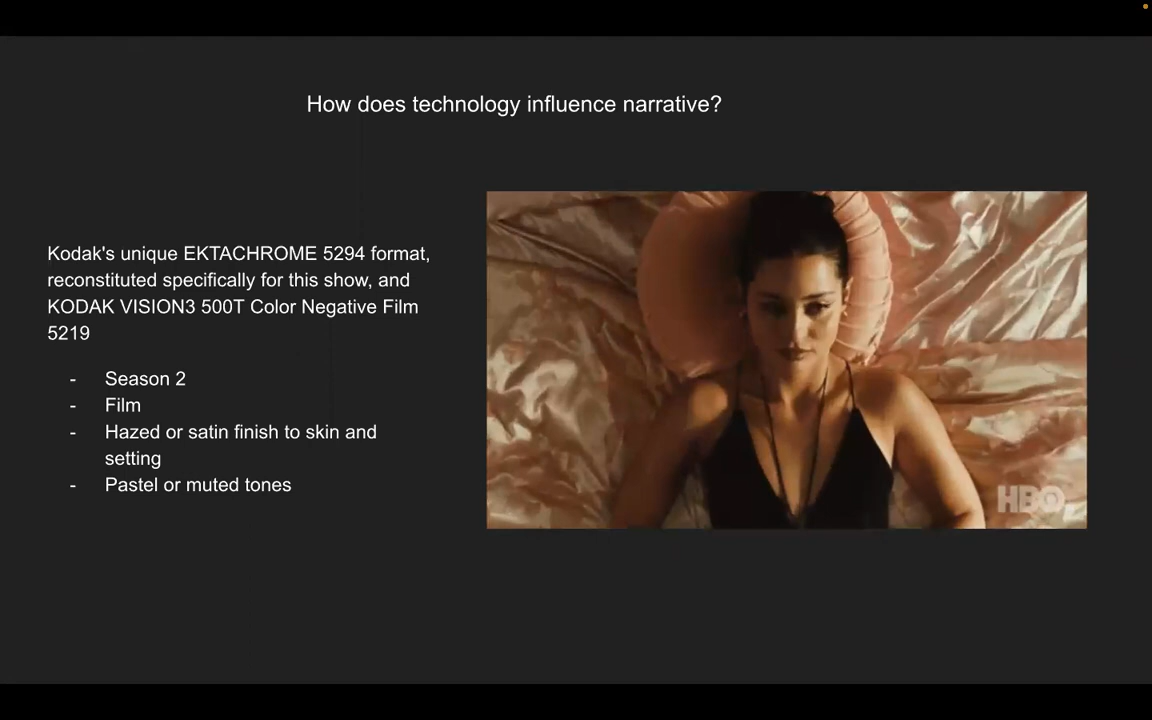 How does technology influence narrative?
Kodak's unique EKTACHROME 5294 format,
reconstituted specifically for this show, and
KODAK VISION3 500T Color Negative Film
5219
- Season 2
- Film
- Hazed or satin finish to skin and
setting
- Pastel or muted tones
HBO